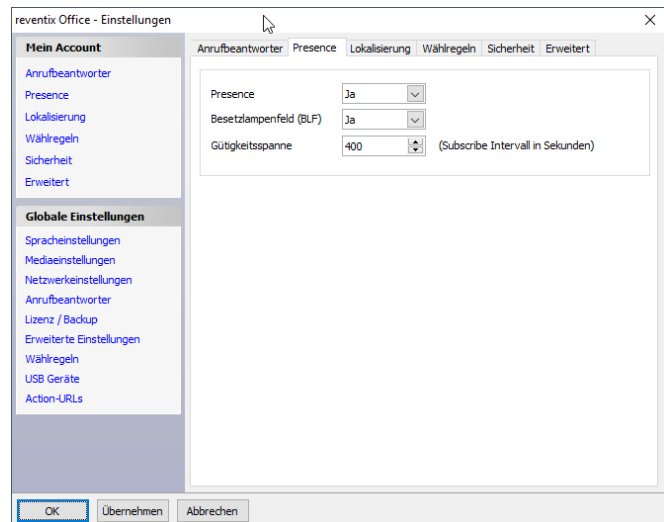 reventix Office - Einstellungen
Mein Account
Anrufbeantworter
Presence
Lokalisierung
Wählregeln
Sicherheit
Erweitert
Globale Einstellungen
Spracheinstellungen
Mediaeinstellungen
Netzwerkeinstellungen
Anrufbeantworter
Lizenz / Backup
Erweiterte Einstellungen
Wählregeln
USB Geräte
Action-URLs
Anrufbeantworter Presence Lokalisierung Wählregeln Sicherheit Erweitert
Presence Ja
Besetzlampenfeld (BLF) Ja
Gütigkeitsspanne 400 (Subscribe Intervall in Sekunden)
OK Übernehmen Abbrechen